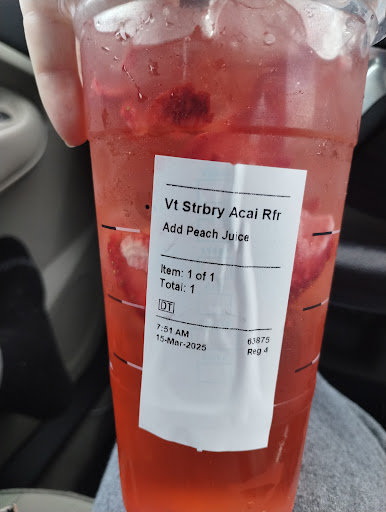 Vt Strbry Acai Rfr
Add Peach Juice
Item: 1 of 1
Total: 1
DT
7:51 AM 63875
15-Mar-2025 Reg 4